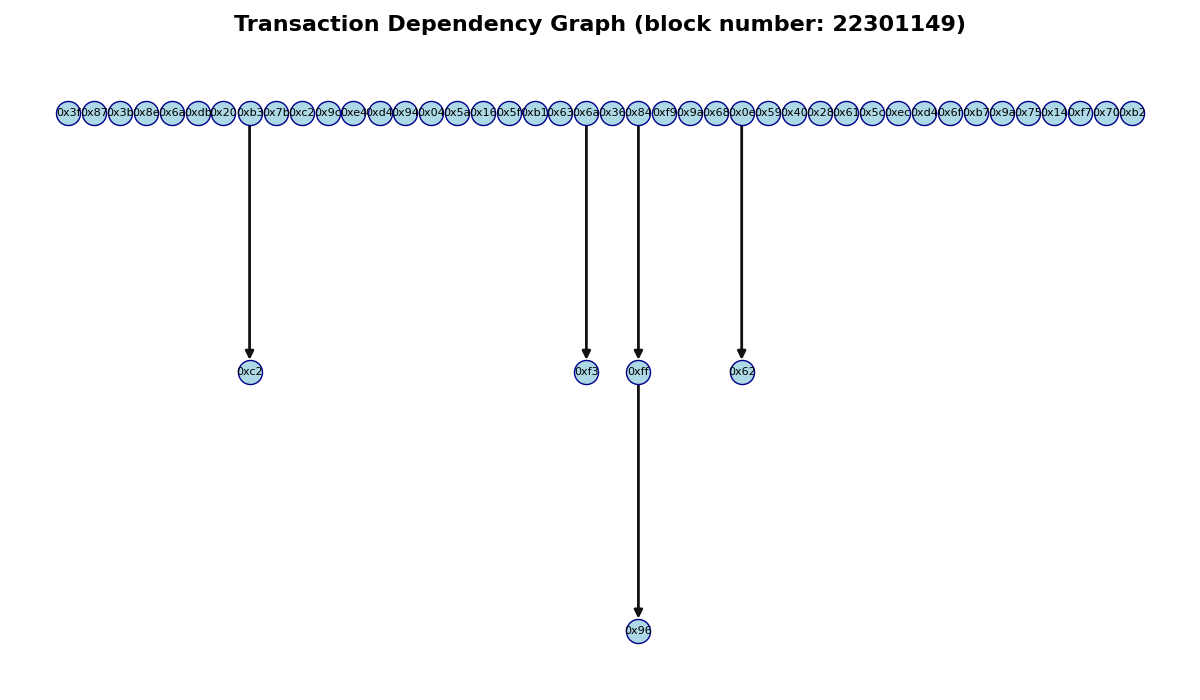 Transaction Dependency Graph (block number: 22301149)
0x3f 0x87 0x3b 0x8e 0x6a 0xdb 0x20 0xb3 0x7b 0xc2 0x9c 0xe4 0xd4 0x94 0x04 0x5a 0x16 0x5f 0xb1 0x63 0x6a 0x36 0x84 0xf9 0x9a 0x68 0x0e 0x59 0x40 0x28 0x61 0x5c 0xec 0xd4 0x6f 0xb7 0x9a 0x75 0x14 0xf7 0x70 0xb2
0xc2 0xf3 0xff 0x62
0x96